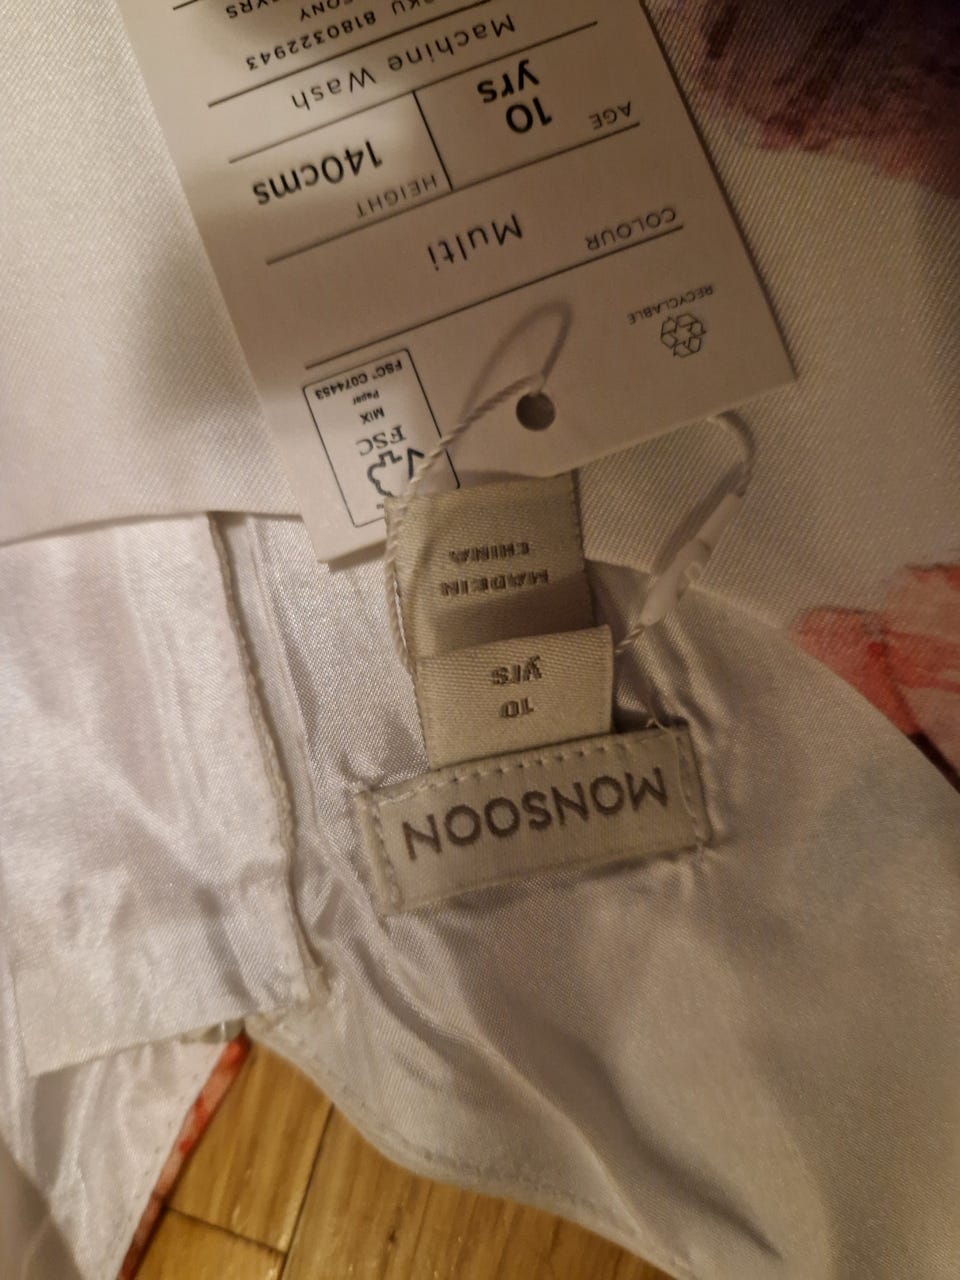 MONSOON
10
yrs
MADE IN
CHINA
FSC
MIX
Paper
FSC™ C074453
RECYCLABLE
COLOUR Multi
AGE HEIGHT
10 140cms
yrs
Machine Wash
SKU 8180322943